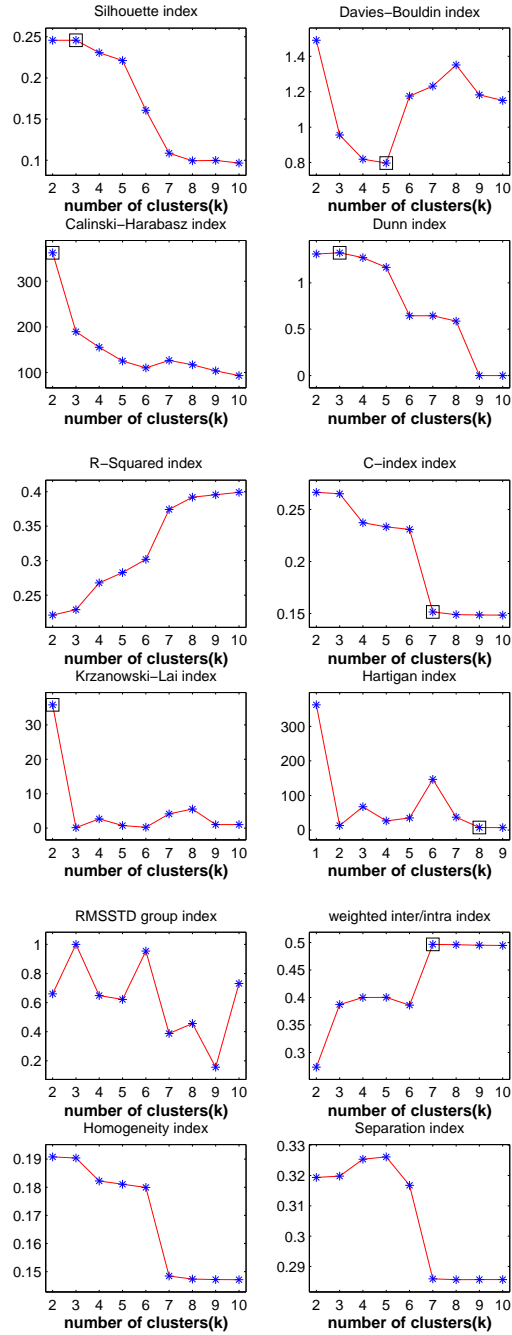 Silhouette index
0.25
0.2
0.15
0.1
2 3 4 5 6 7 8 9 10
number of clusters(k)
Davies−Bouldin index
1.4
1.2
1
0.8
2 3 4 5 6 7 8 9 10
number of clusters(k)
Calinski−Harabasz index
300
200
100
2 3 4 5 6 7 8 9 10
number of clusters(k)
Dunn index
1
0.5
0
2 3 4 5 6 7 8 9 10
number of clusters(k)
R−Squared index
0.4
0.35
0.3
0.25
2 3 4 5 6 7 8 9 10
number of clusters(k)
C−index index
0.25
0.2
0.15
2 3 4 5 6 7 8 9 10
number of clusters(k)
Krzanowski−Lai index
30
20
10
0
2 3 4 5 6 7 8 9 10
number of clusters(k)
Hartigan index
300
200
100
0
1 2 3 4 5 6 7 8 9
number of clusters(k)
RMSSTD group index
1
0.8
0.6
0.4
0.2
2 3 4 5 6 7 8 9 10
number of clusters(k)
weighted inter/intra index
0.5
0.45
0.4
0.35
0.3
2 3 4 5 6 7 8 9 10
number of clusters(k)
Homogeneity index
0.19
0.18
0.17
0.16
0.15
2 3 4 5 6 7 8 9 10
number of clusters(k)
Separation index
0.33
0.32
0.31
0.3
0.29
2 3 4 5 6 7 8 9 10
number of clusters(k)